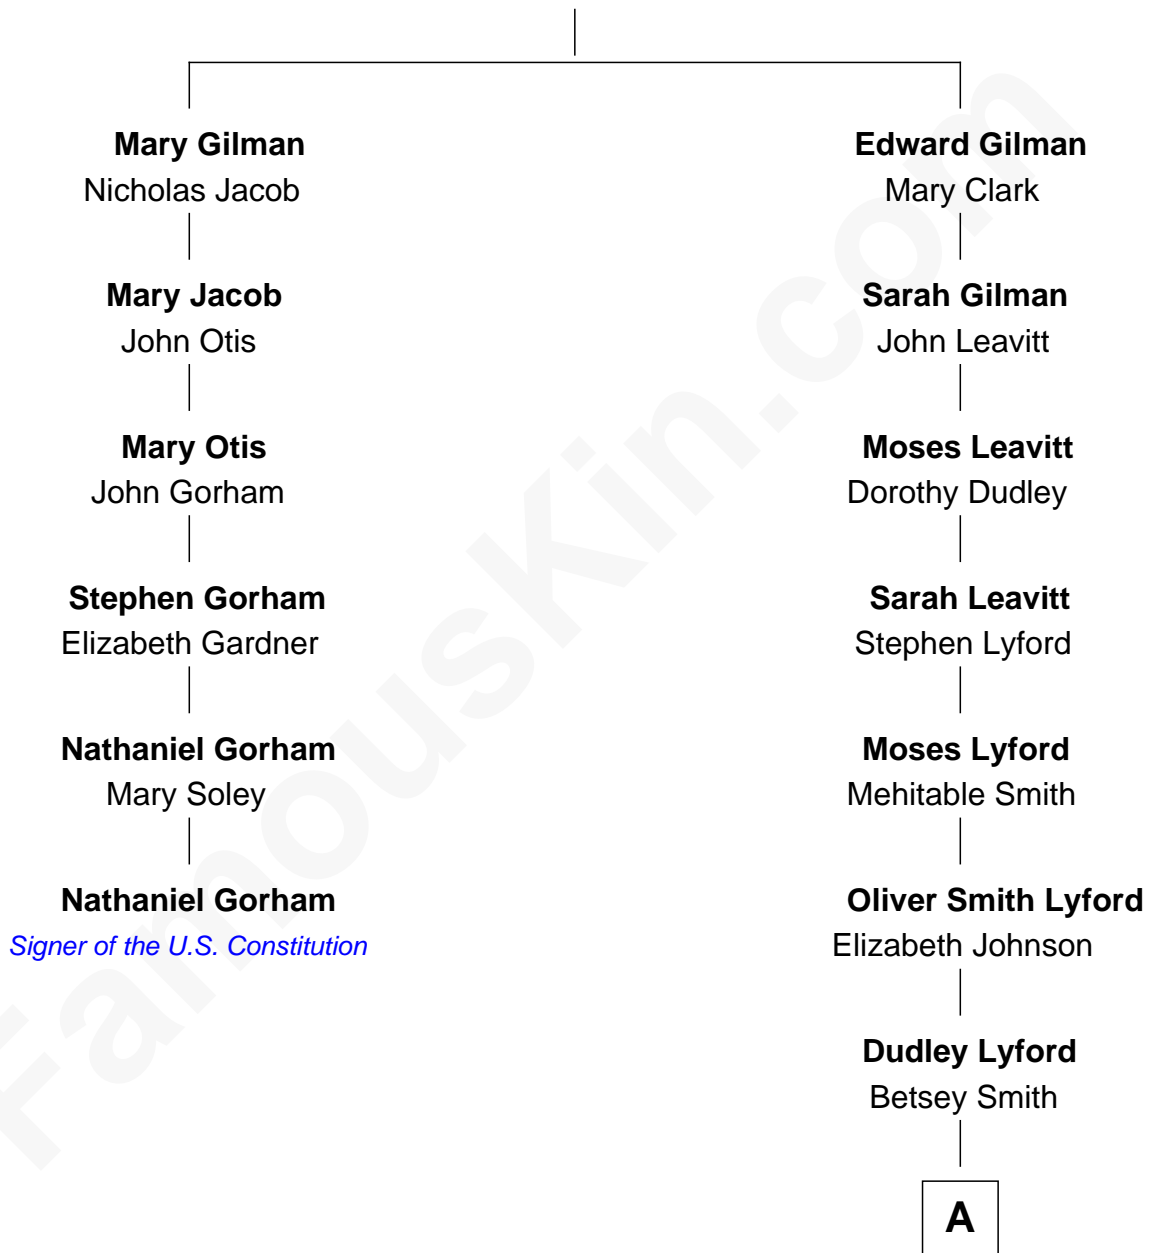 Mary Gilman
Nicholas Jacob
Mary Jacob
John Otis
Mary Otis
John Gorham
Stephen Gorham
Elizabeth Gardner
Nathaniel Gorham
Mary Soley
Nathaniel Gorham
Signer of the U.S. Constitution
Edward Gilman
Mary Clark
Sarah Gilman
John Leavitt
Moses Leavitt
Dorothy Dudley
Sarah Leavitt
Stephen Lyford
Moses Lyford
Mehitable Smith
Oliver Smith Lyford
Elizabeth Johnson
Dudley Lyford
Betsey Smith
A
FamousKin.com